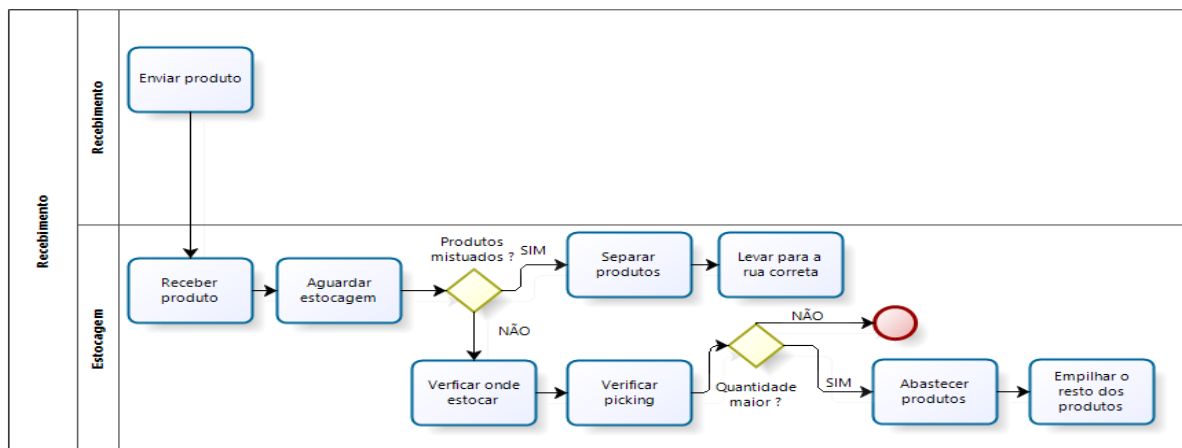 Recebimento
Recebimento
Enviar produto
Estocagem
Receber
produto
Aguardar
estocagem
Produtos
mistuados ?
SIM
Separar
produtos
Levar para a
rua correta
NÃO
Verficar onde
estocar
Verificar
picking
Quantidade
maior ?
NÃO
SIM
Abastecer
produtos
Empilhar o
resto dos
produtos